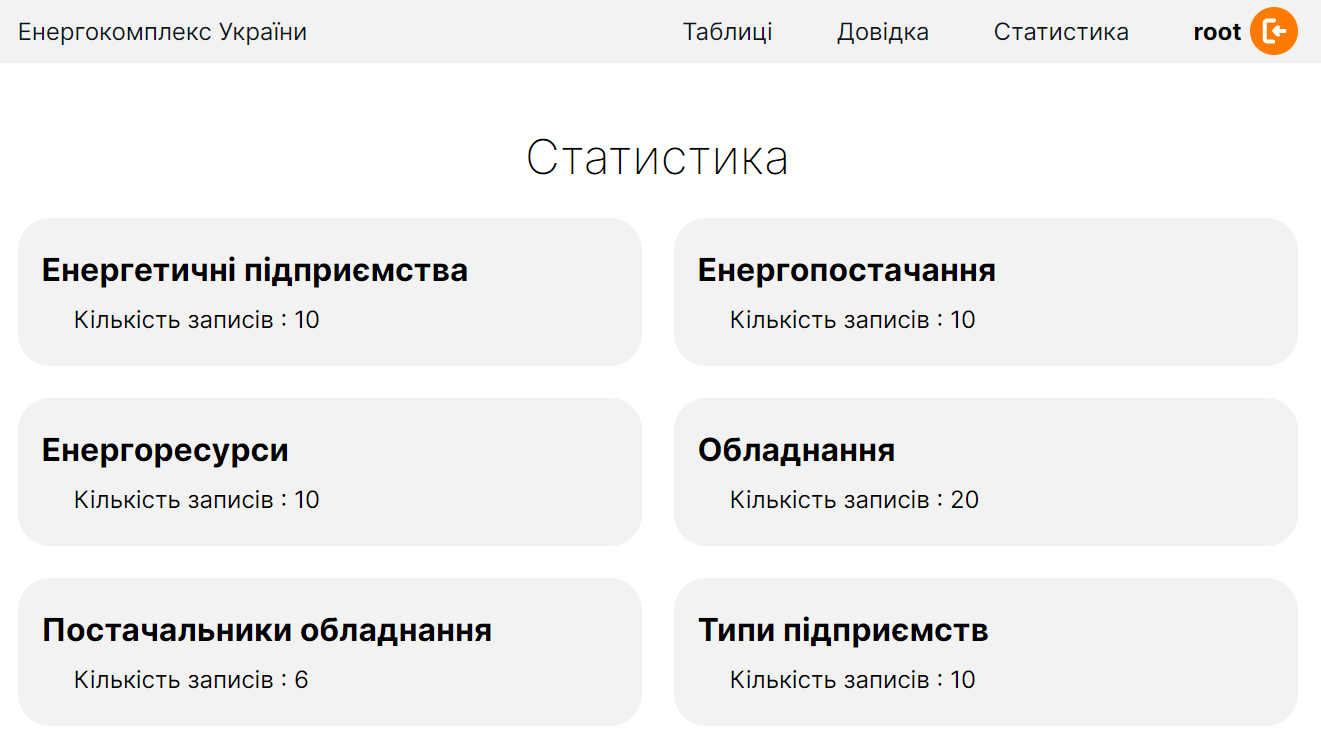 Енергокомплекс України
Таблиці
Довідка
Статистика
root
Статистика
Енергетичні підприємства
Кількість записів : 10
Енергопостачання
Кількість записів : 10
Енергоресурси
Кількість записів : 10
Обладнання
Кількість записів : 20
Постачальники обладнання
Кількість записів : 6
Типи підприємств
Кількість записів : 10